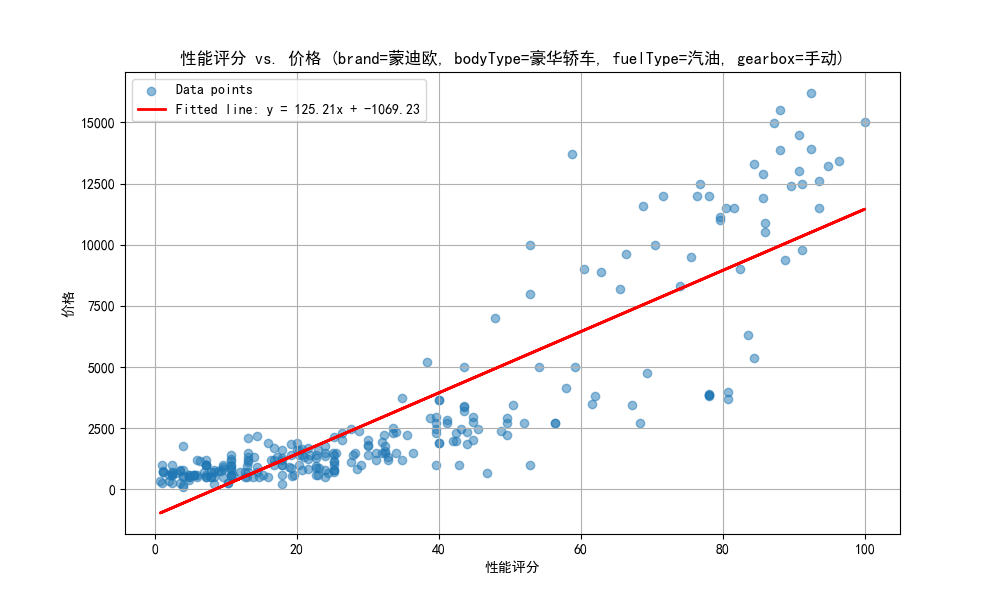 性能评分 vs. 价格 (brand=蒙迪欧, bodyType=豪华轿车, fuelType=汽油, gearbox=手动)
Data points
Fitted line: y = 125.21x + -1069.23
价格
15000
12500
10000
7500
5000
2500
0
0 20 40 60 80 100
性能评分